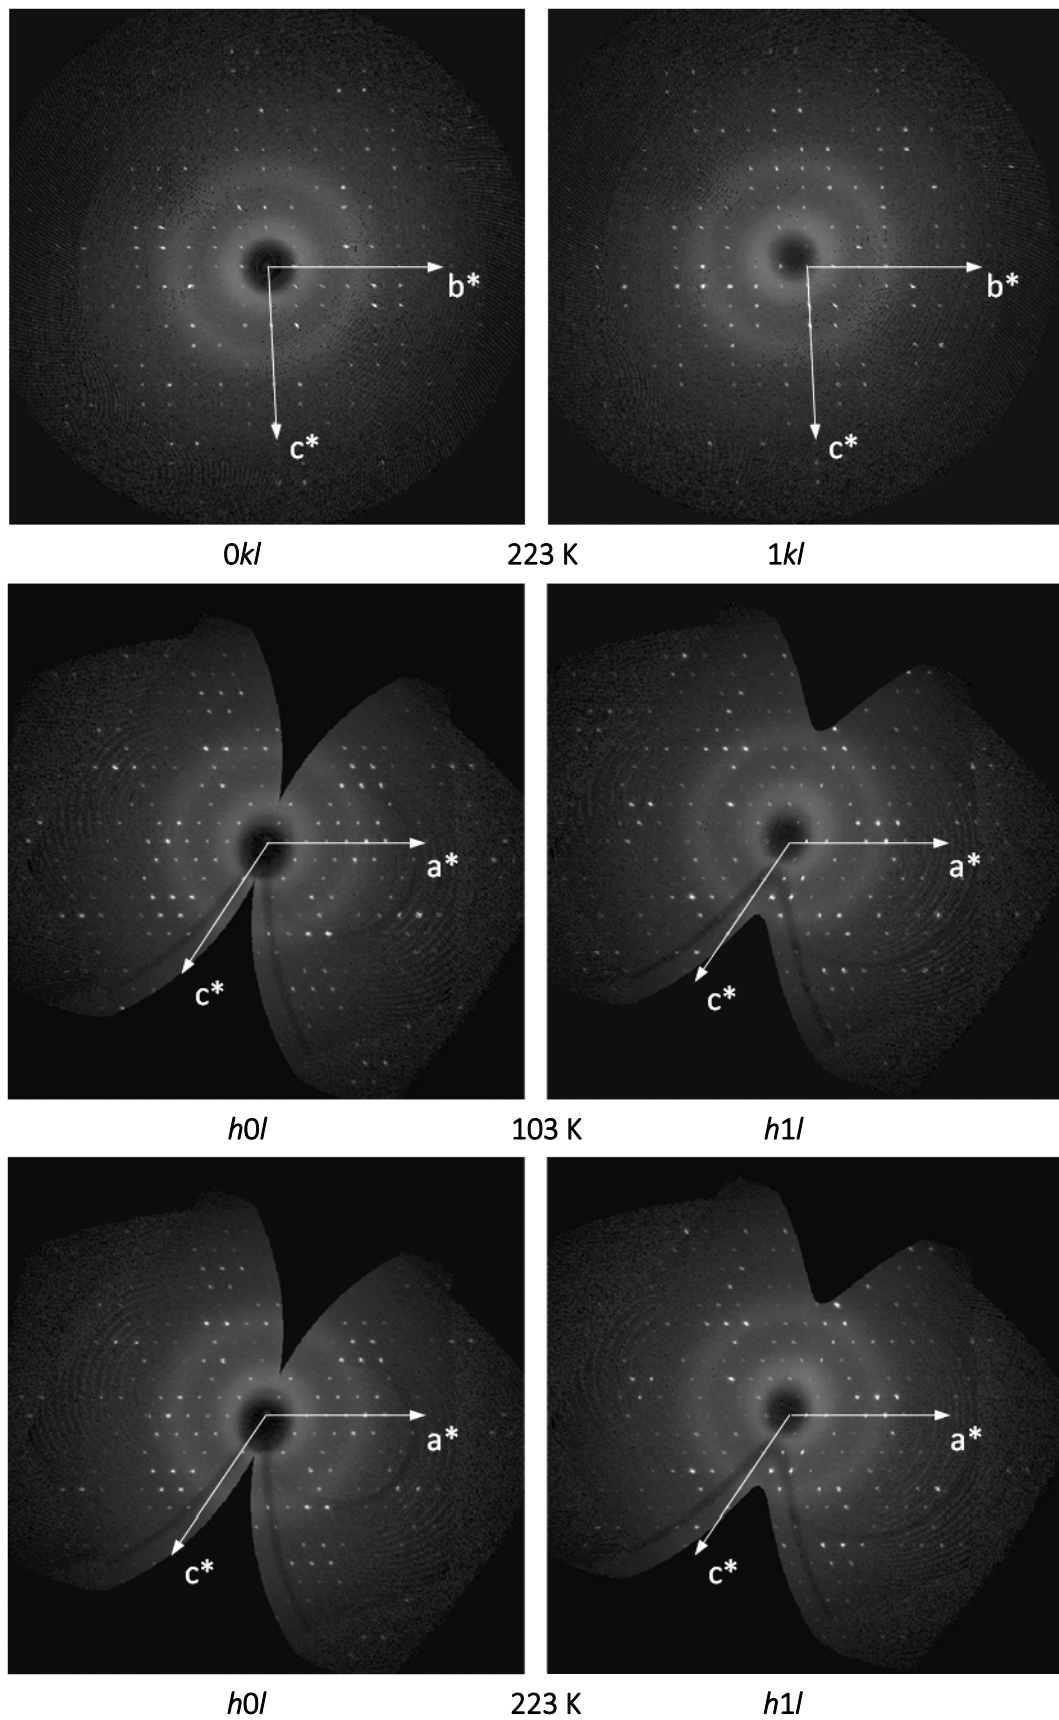 b* b*
c* c*
0kl 223 K 1kl
a* a*
c* c*
h0l 103 K h1l
a* a*
c* c*
h0l 223 K h1l